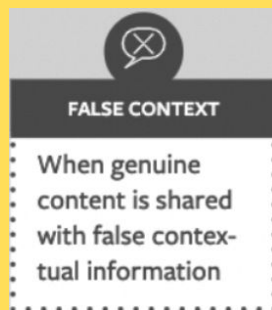 FALSE CONTEXT
When genuine
content is shared
with false contex-
tual information